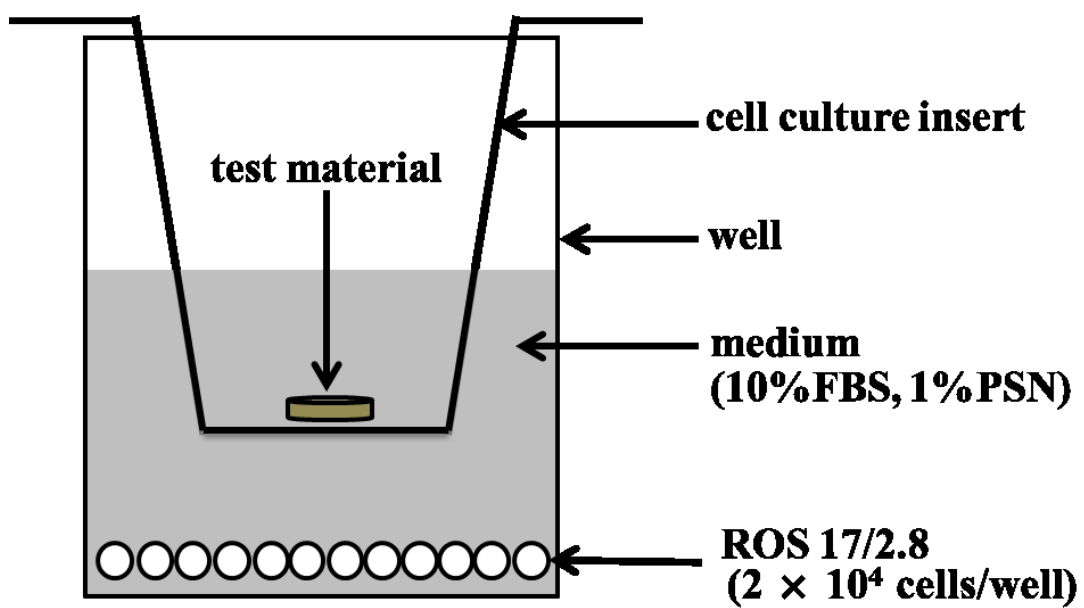 cell culture insert
test material
well
medium
(10%FBS, 1%PSN)
ROS 17/2.8
(2 × 10⁴ cells/well)